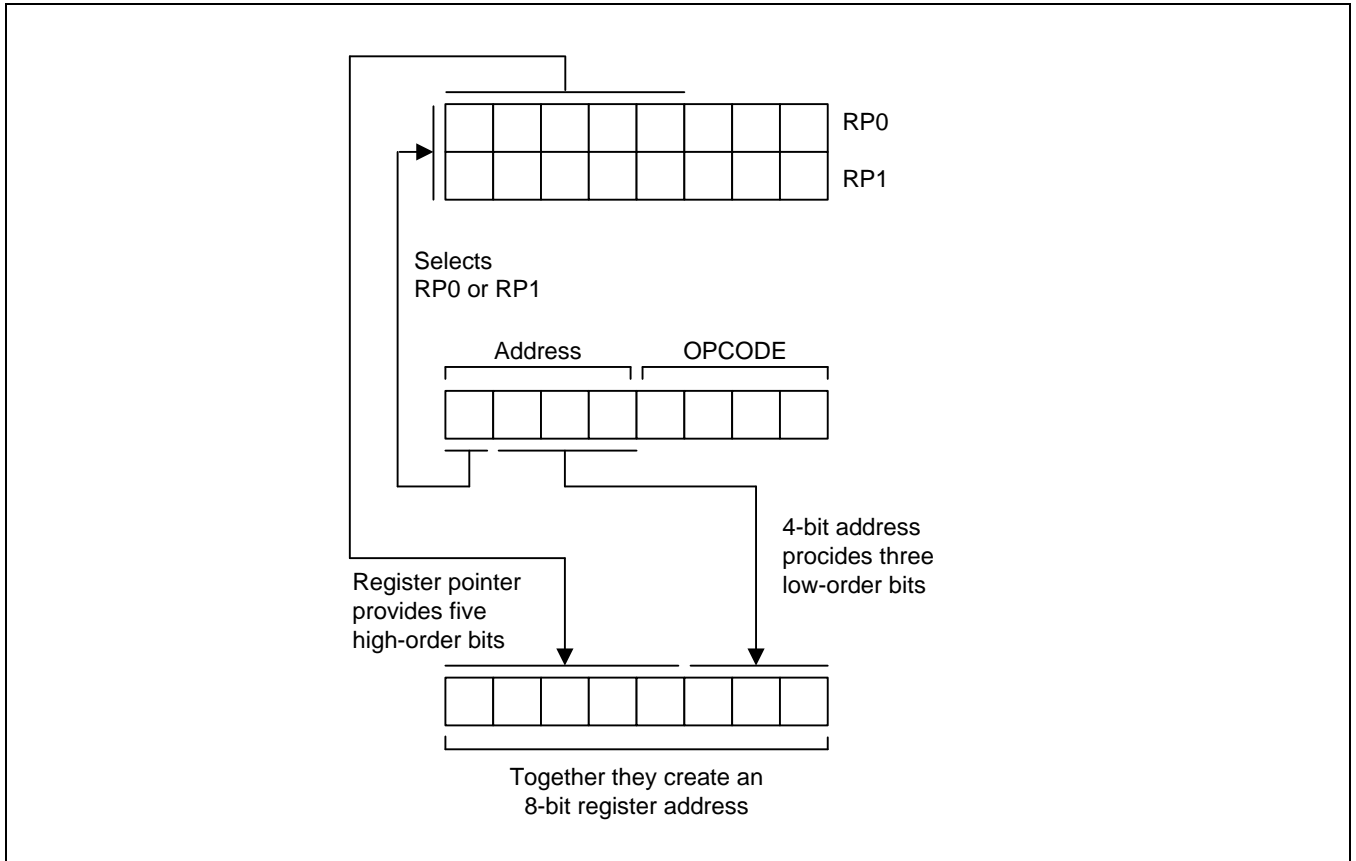 RP0
RP1
Selects
RP0 or RP1
Address
OPCODE
4-bit address
procides three
low-order bits
Register pointer
provides five
high-order bits
Together they create an
8-bit register address